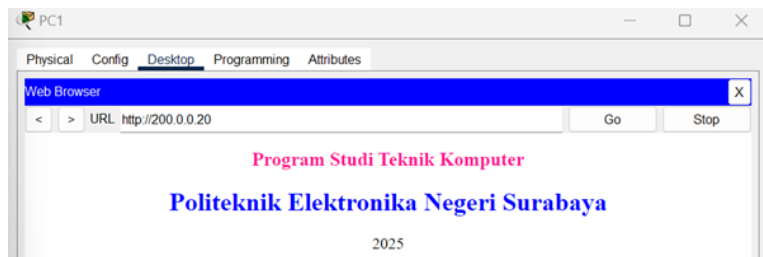 PC1
Physical Config Desktop Programming Attributes
Web Browser X
< > URL http://200.0.0.20 Go Stop
Program Studi Teknik Komputer
Politeknik Elektronika Negeri Surabaya
2025